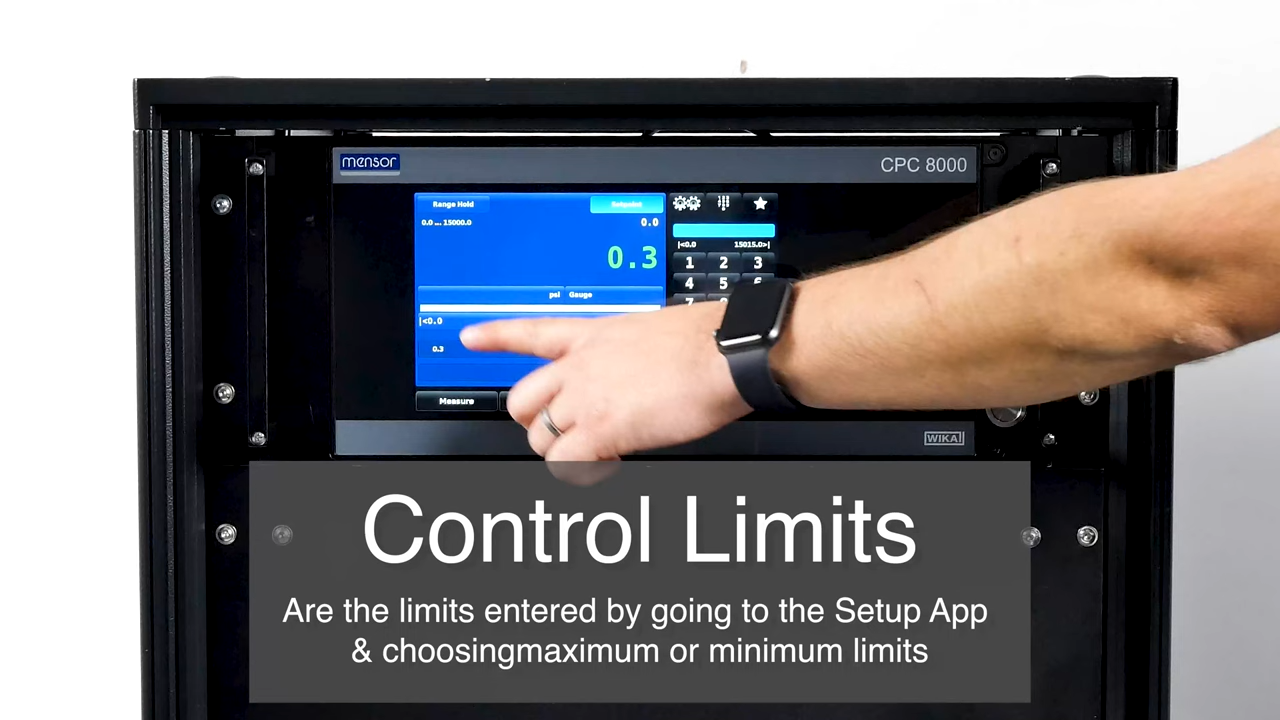 mensor
CPC 8000
Range Hold
Setpoint
0.0 ... 15000.0
0.0
0.3
|<0.0
15015.0>|
1 2 3
4 5 6
7
psi Gauge
|<0.0
0.3
Measure
WIKA
Control Limits
Are the limits entered by going to the Setup App
& choosingmaximum or minimum limits